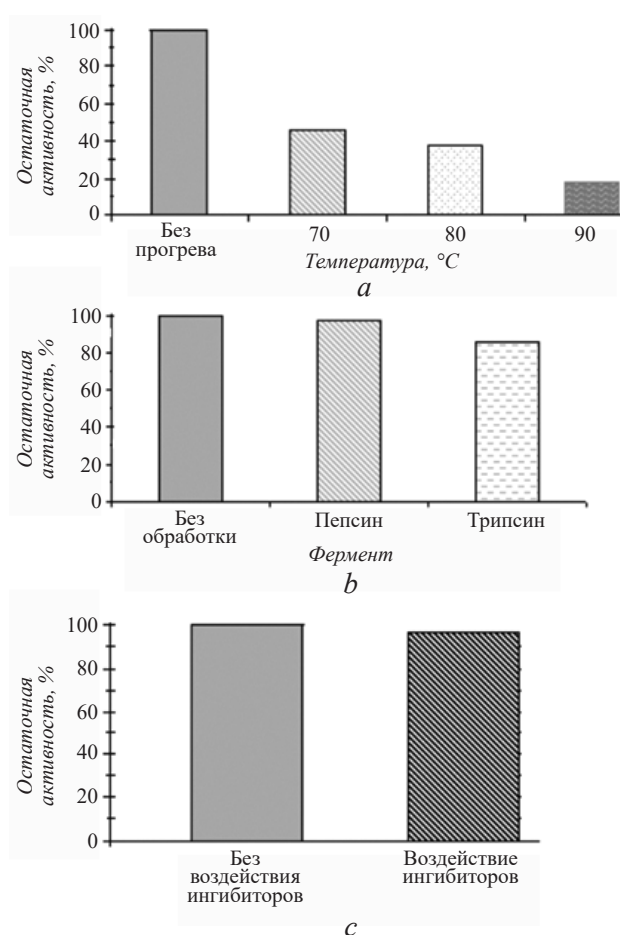 Остаточная
активность, %
100
80
60
40
20
0
Без
прогрева
70
80
90
Температура, °C
a
Остаточная
активность, %
100
80
60
40
20
0
Без
обработки
Пепсин
Трипсин
Фермент
b
Остаточная
активность, %
100
80
60
40
20
0
Без
воздействия
ингибиторов
Воздействие
ингибиторов
c